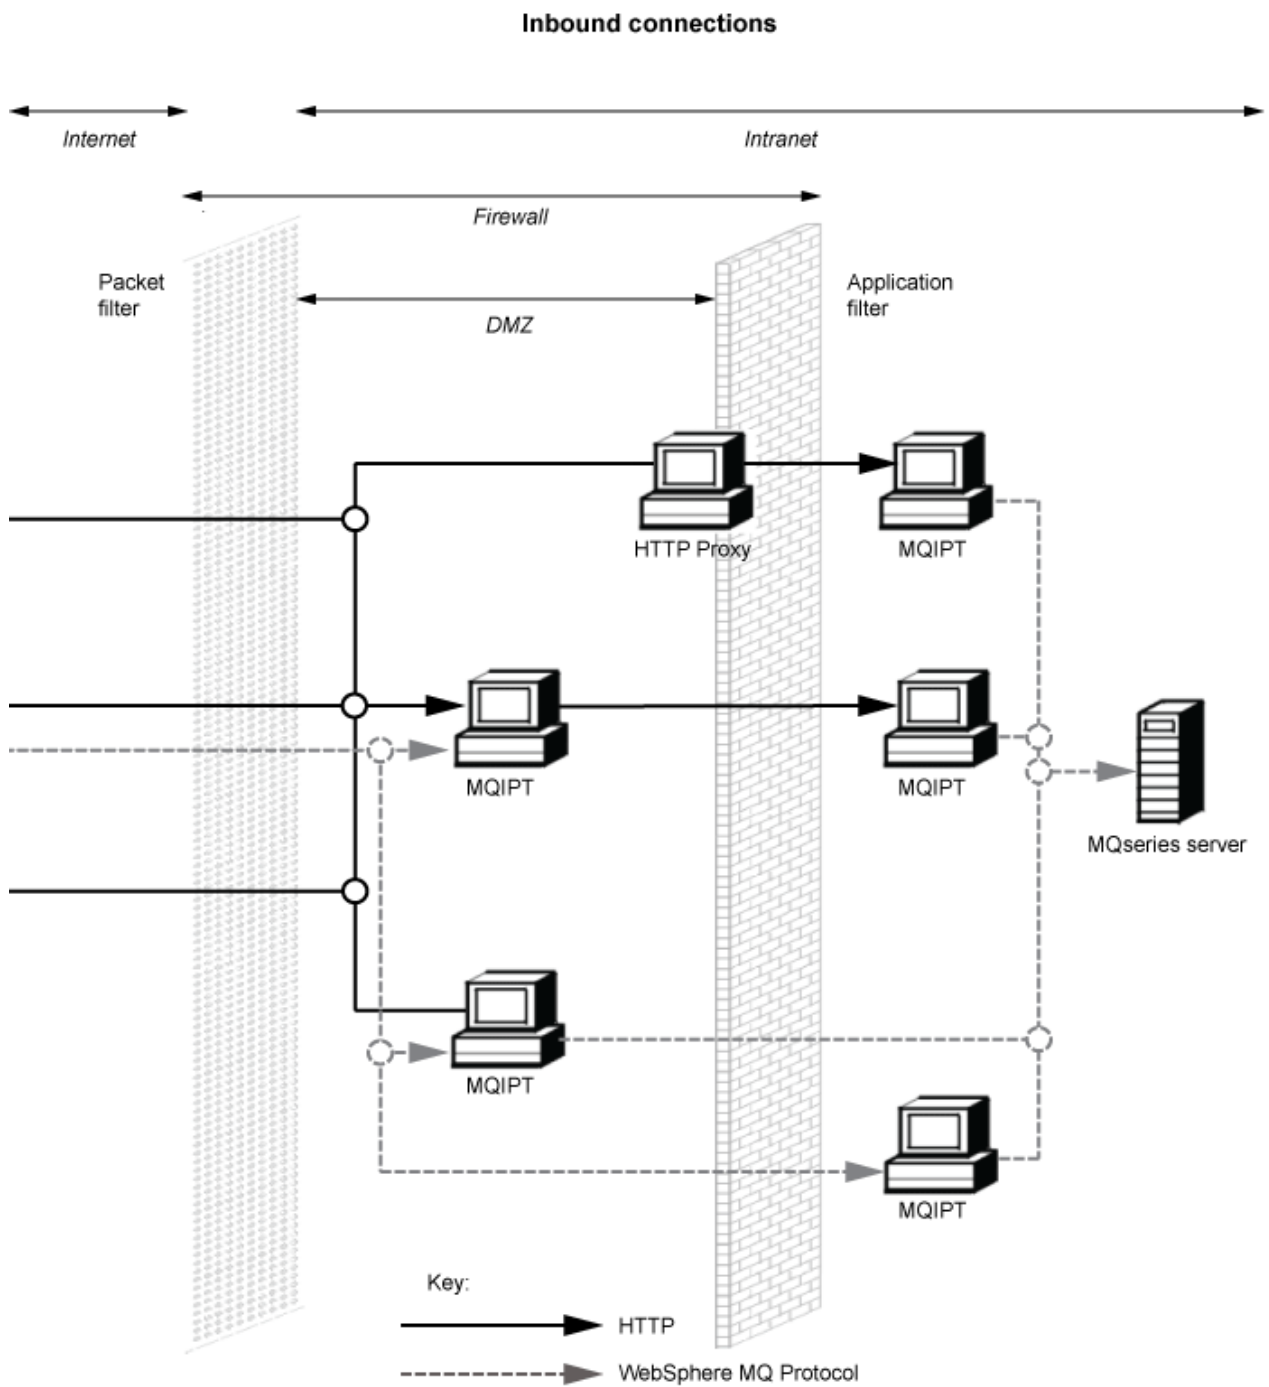 Inbound connections
Internet
Intranet
Firewall
Packet
filter
Application
filter
DMZ
HTTP Proxy
MQIPT
MQIPT
MQIPT
MQseries server
MQIPT
MQIPT
Key:
HTTP
WebSphere MQ Protocol